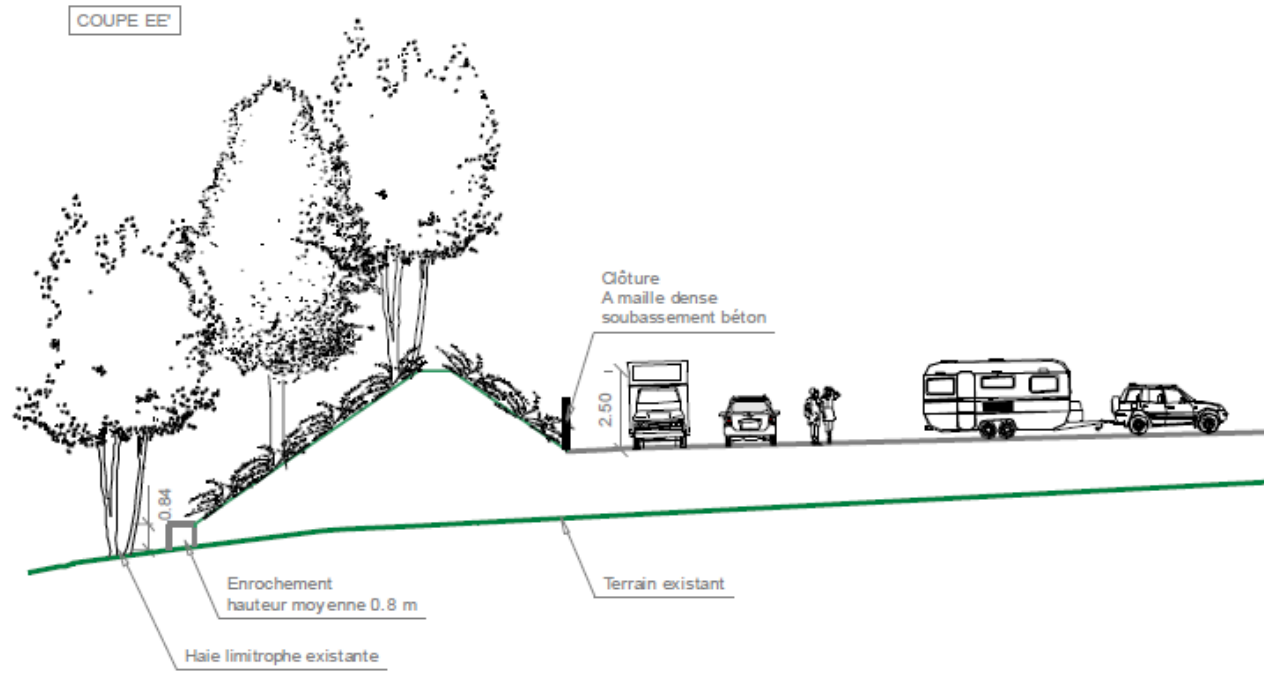 COUPE EE'
Clôture
A maille dense
soubassement béton
2.50
0.84
Enrochement
hauteur moyenne 0.8 m
Terrain existant
Haie limitrophe existante